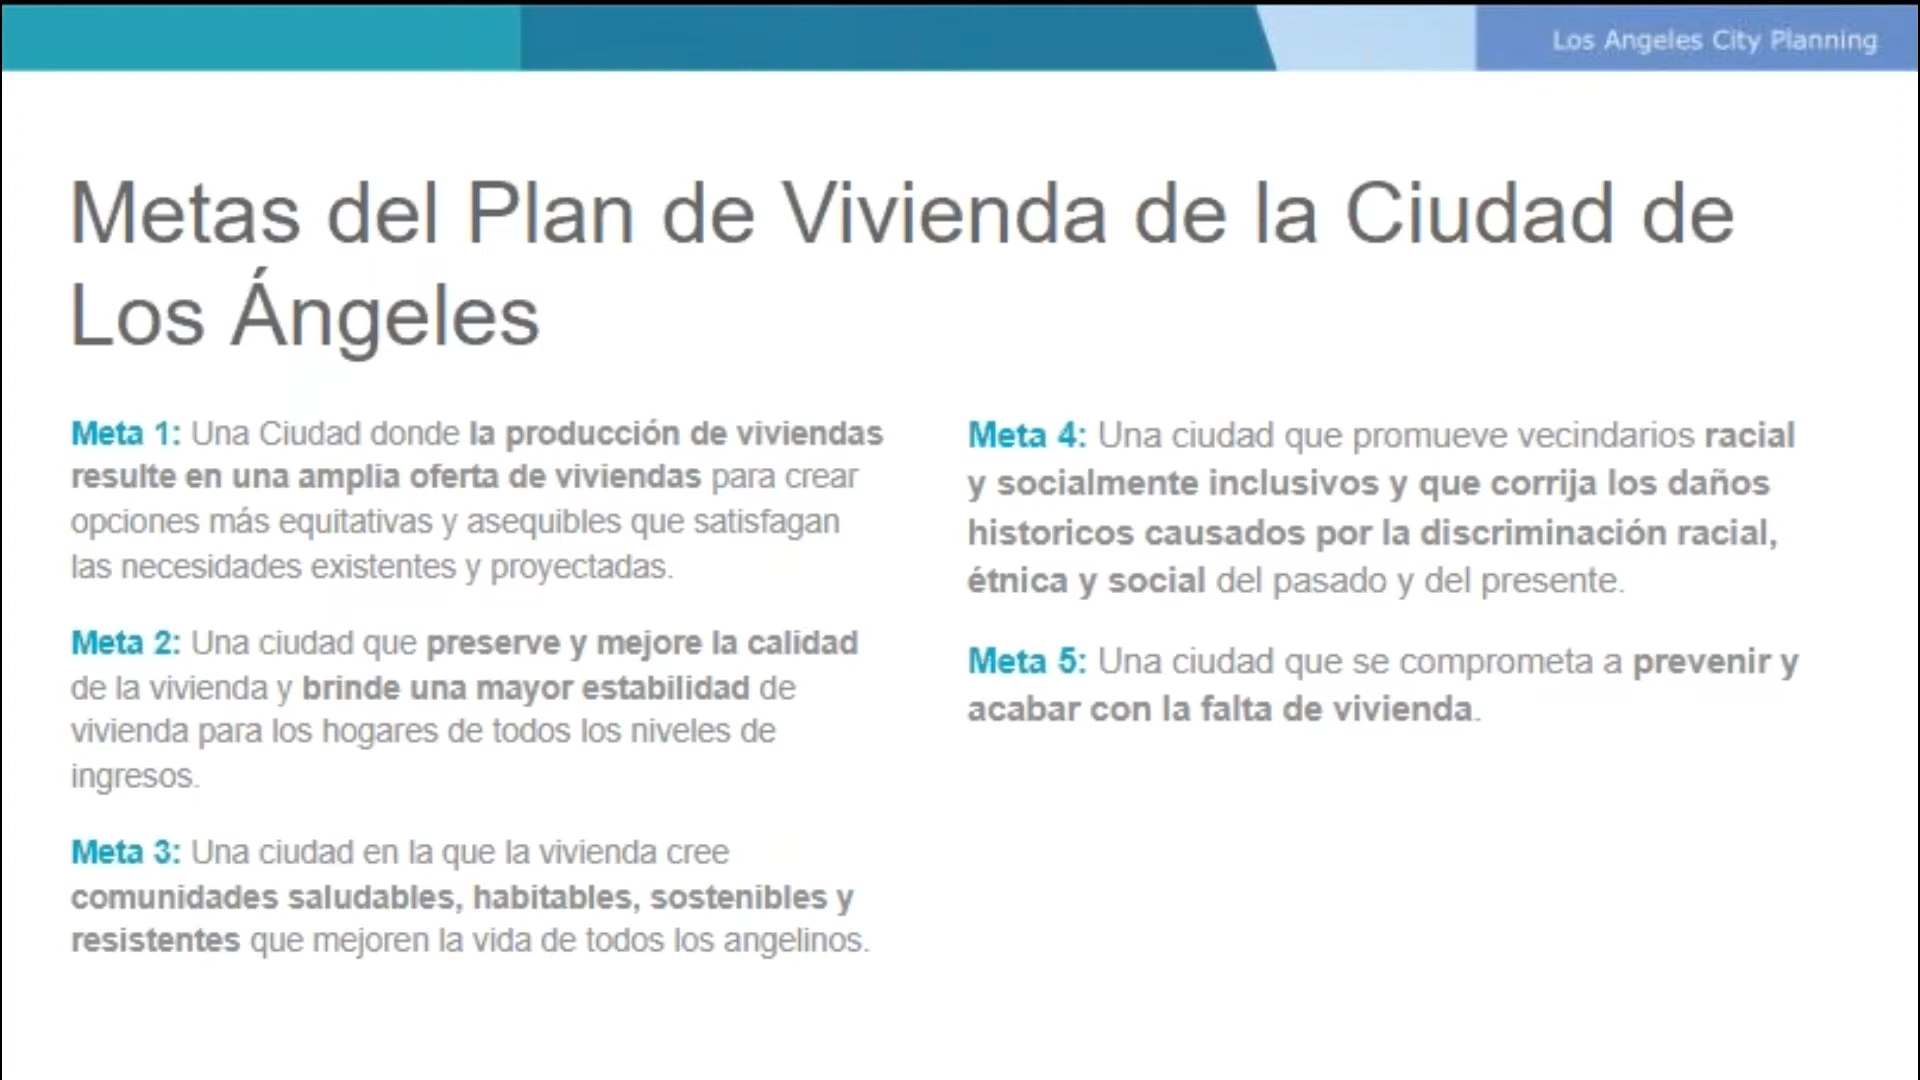 Los Angeles City Planning
Metas del Plan de Vivienda de la Ciudad de
Los Ángeles
Meta 1: Una Ciudad donde la producción de viviendas
resulte en una amplia oferta de viviendas para crear
opciones más equitativas y asequibles que satisfagan
las necesidades existentes y proyectadas.
Meta 2: Una ciudad que preserve y mejore la calidad
de la vivienda y brinde una mayor estabilidad de
vivienda para los hogares de todos los niveles de
ingresos.
Meta 3: Una ciudad en la que la vivienda cree
comunidades saludables, habitables, sostenibles y
resistentes que mejoren la vida de todos los angelinos.
Meta 4: Una ciudad que promueve vecindarios racial
y socialmente inclusivos y que corrija los daños
historicos causados por la discriminación racial,
étnica y social del pasado y del presente.
Meta 5: Una ciudad que se comprometa a prevenir y
acabar con la falta de vivienda.